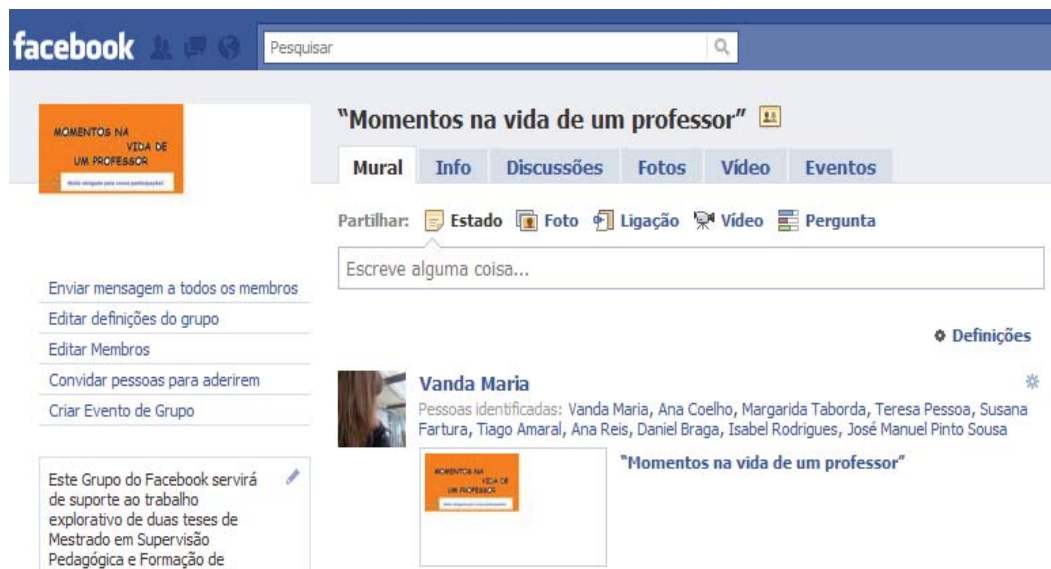 facebook
Pesquisar
MOMENTOS NA
VIDA DE
UM PROFESSOR
Muito obrigada pela vossa participação!
"Momentos na vida de um professor"
Mural Info Discussões Fotos Vídeo Eventos
Partilhar: Estado Foto Ligação Vídeo Pergunta
Escreve alguma coisa...
Enviar mensagem a todos os membros
Editar definições do grupo
Editar Membros
Convidar pessoas para aderirem
Criar Evento de Grupo
Definições
Vanda Maria
Pessoas identificadas: Vanda Maria, Ana Coelho, Margarida Taborda, Teresa Pessoa, Susana
Fartura, Tiago Amaral, Ana Reis, Daniel Braga, Isabel Rodrigues, José Manuel Pinto Sousa
MOMENTOS NA
VIDA DE
UM PROFESSOR
"Momentos na vida de um professor"
Este Grupo do Facebook servirá
de suporte ao trabalho
explorativo de duas teses de
Mestrado em Supervisão
Pedagógica e Formação de